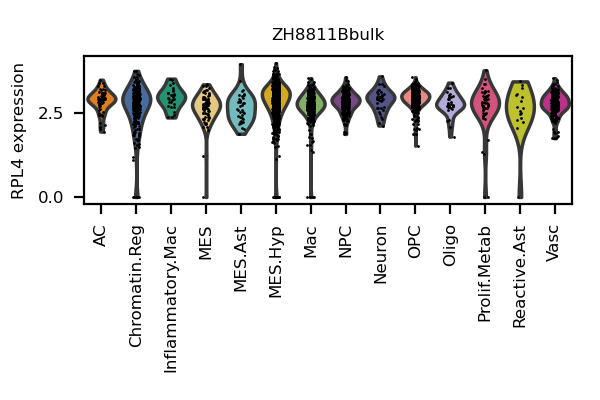 ZH8811Bbulk
RPL4 expression
2.5
0.0
AC
Chromatin.Reg
Inflammatory.Mac
MES
MES.Ast
MES.Hyp
Mac
NPC
Neuron
OPC
Oligo
Prolif.Metab
Reactive.Ast
Vasc